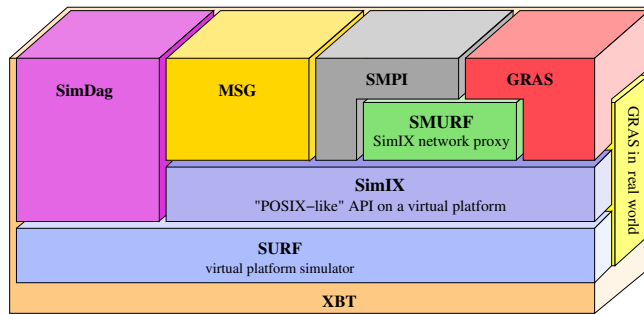 SimDag
MSG
SMPI
GRAS
SMURF
SimIX network proxy
GRAS in real world
SimIX
"POSIX−like" API on a virtual platform
SURF
virtual platform simulator
XBT